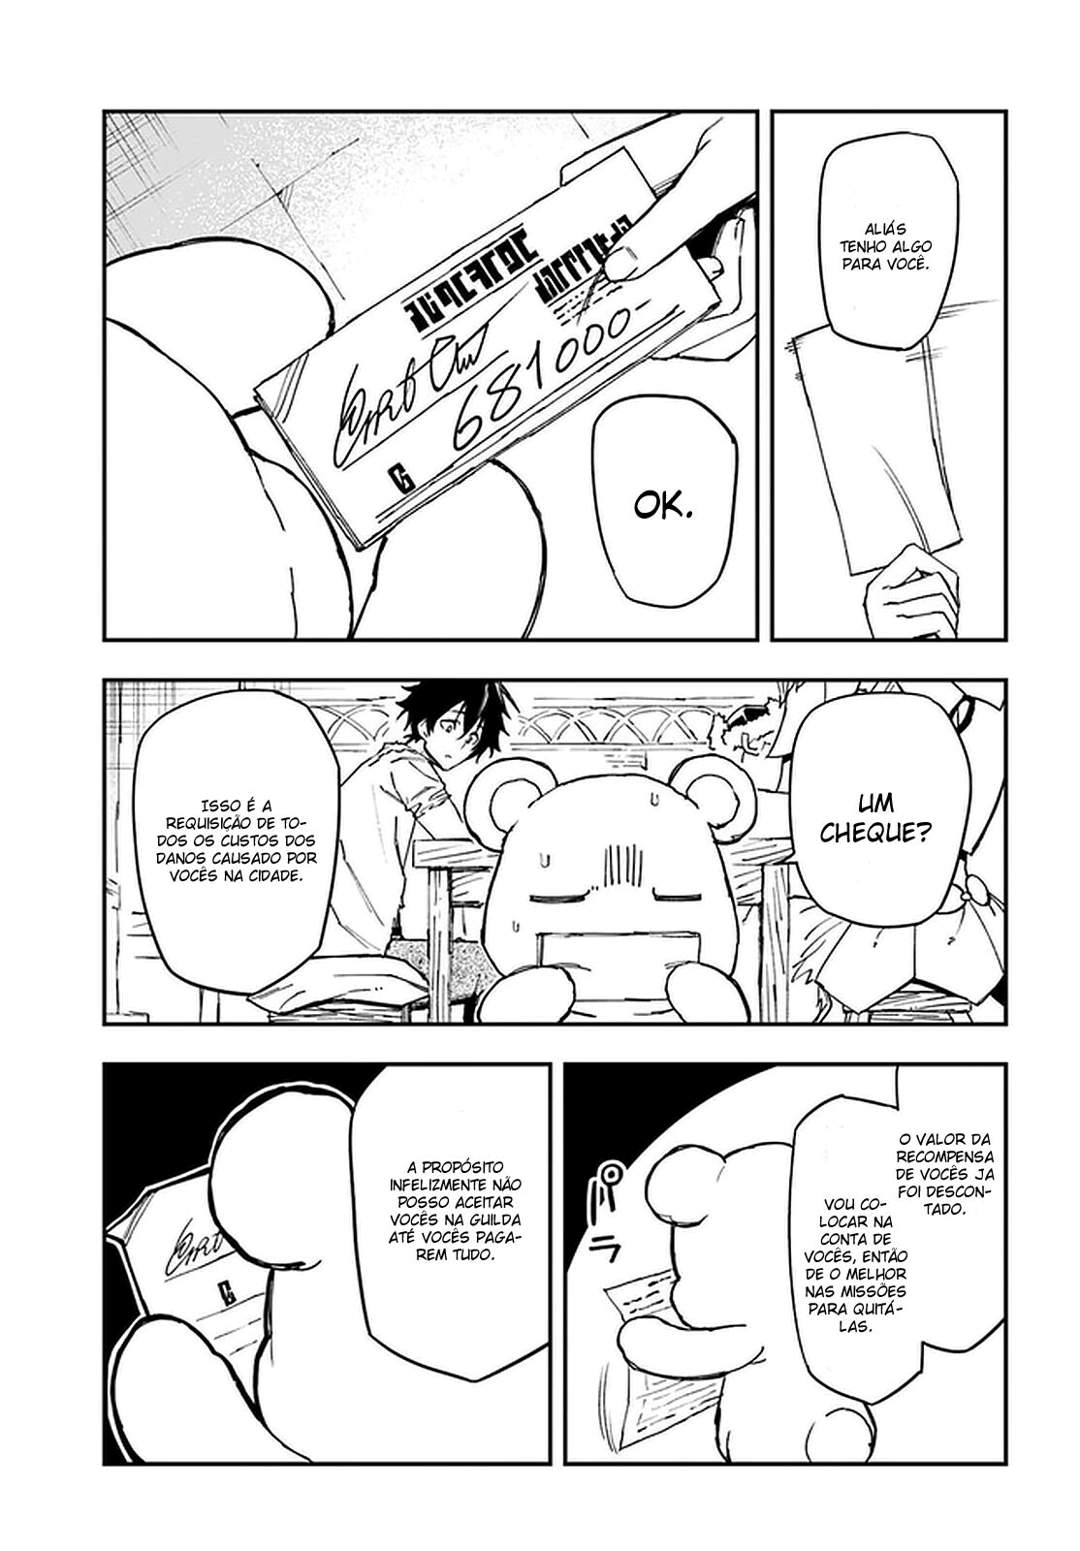 ALIÁS
TENHO ALGO
PARA VOCÊ.
681000-
OK.
UM
CHEQUE?
ISSO É A
REQUISIÇÃO DE TO-
DOS OS CUSTOS DOS
DANOS CAUSADO POR
VOCÊS NA CIDADE.
O VALOR DA
RECOMPENSA
DE VOCÊS JA
FOI DESCON-
TADO.
VOU CO-
LOCAR NA
CONTA DE
VOCÊS, ENTÃO
DE O MELHOR
NAS MISSÕES
PARA QUITÁ-
LAS.
ペラ
A PROPÓSITO
INFELIZMENTE NÃO
POSSO ACEITAR
VOCÊS NA GUILDA
ATÉ VOCÊS PAGA-
REM TUDO.